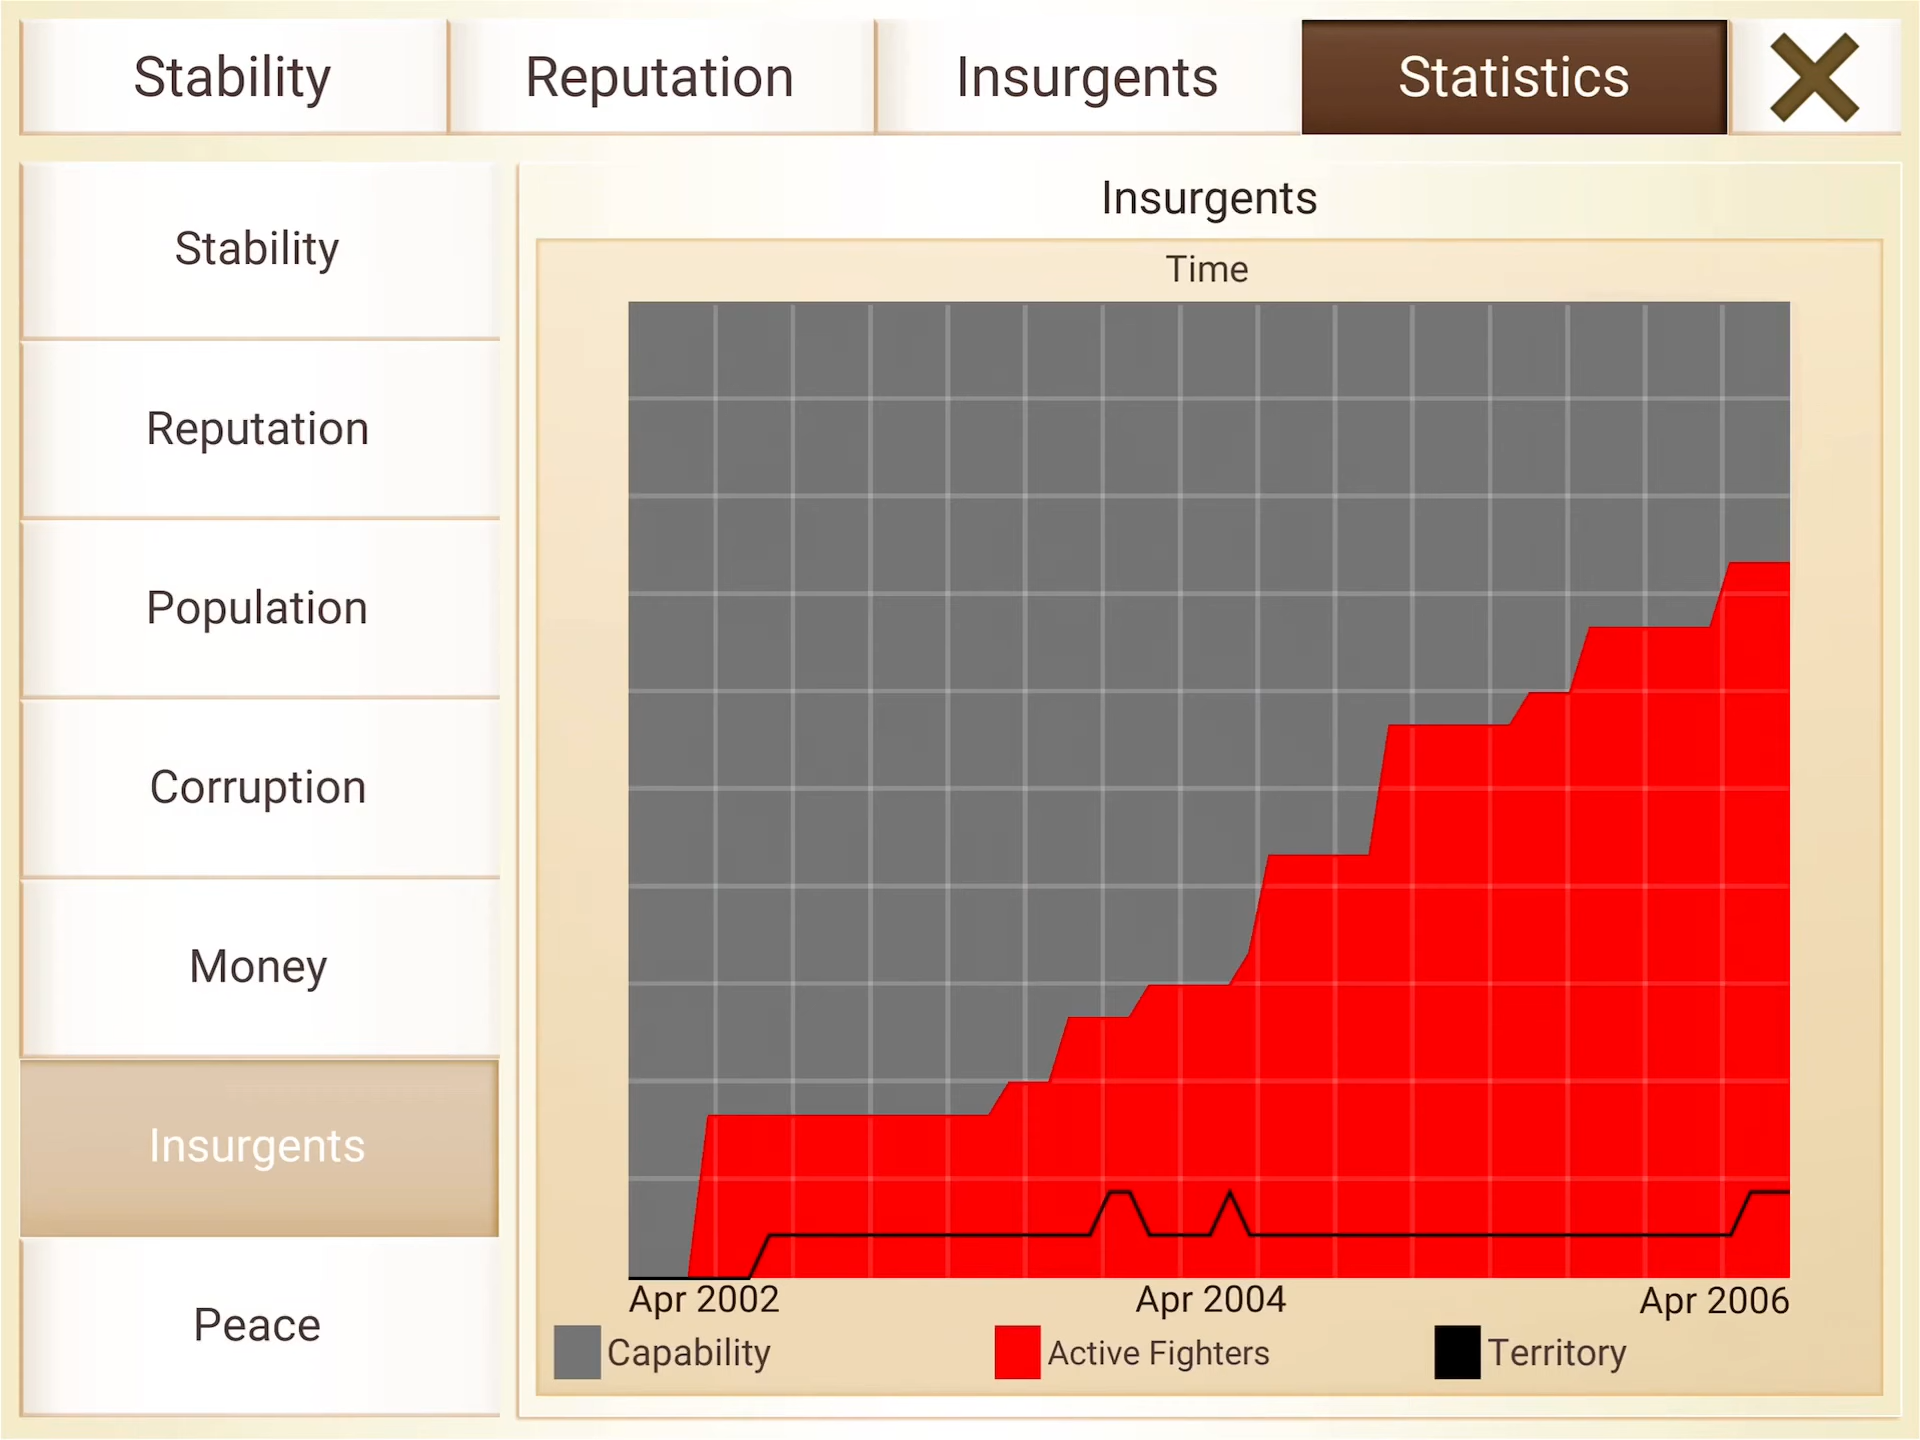 Stability
Reputation
Insurgents
Statistics
Stability
Reputation
Population
Corruption
Money
Insurgents
Peace
Insurgents
Time
Apr 2002
Apr 2004
Apr 2006
Capability
Active Fighters
Territory